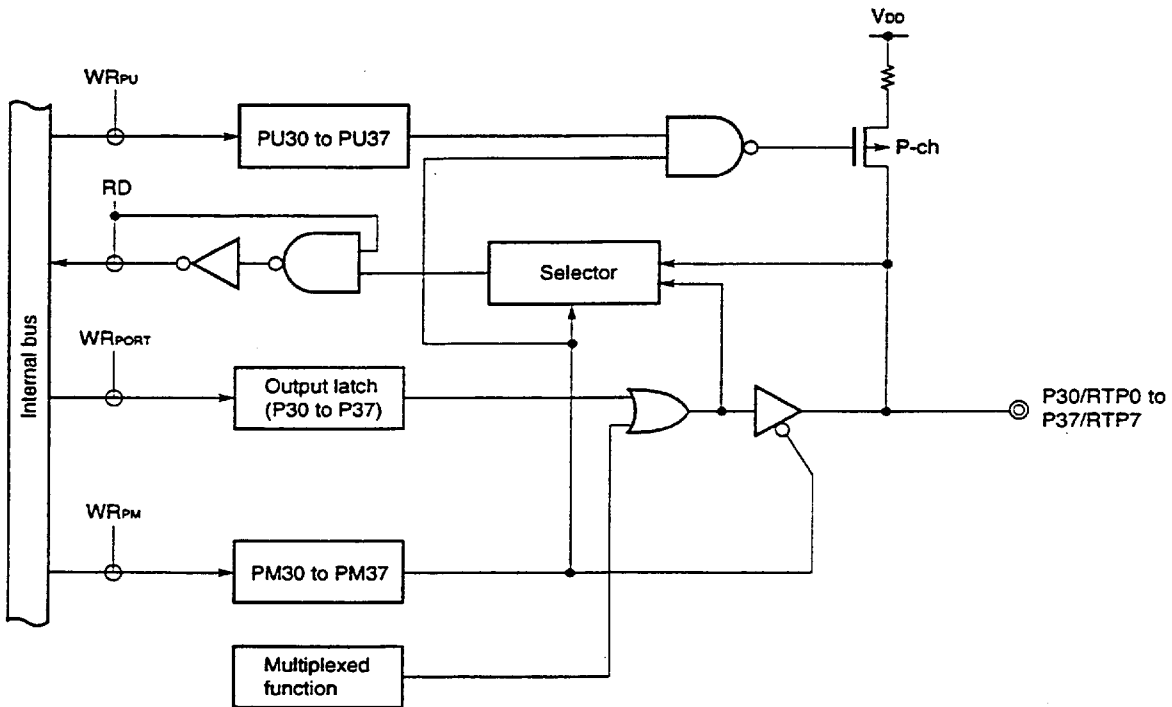 VDD
WRPU
PU30 to PU37
P-ch
RD
Selector
Internal bus
WRPORT
Output latch
(P30 to P37)
P30/RTP0 to
P37/RTP7
WRPM
PM30 to PM37
Multiplexed
function